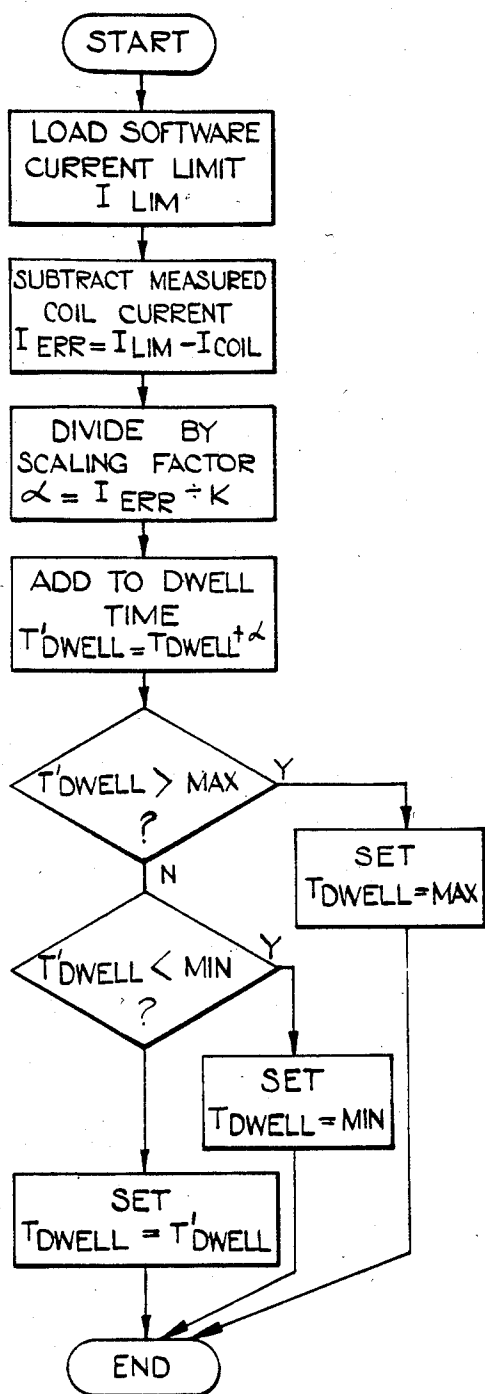 START
LOAD SOFTWARE
CURRENT LIMIT
I LIM
SUBTRACT MEASURED
COIL CURRENT
I ERR = I LIM - I COIL
DIVIDE BY
SCALING FACTOR
α = I ERR ÷ K
ADD TO DWELL
TIME
T'DWELL = TDWELL + α
T'DWELL > MAX
?
Y
N
SET
TDWELL = MAX
T'DWELL < MIN
?
Y
SET
TDWELL = MIN
SET
TDWELL = T'DWELL
END